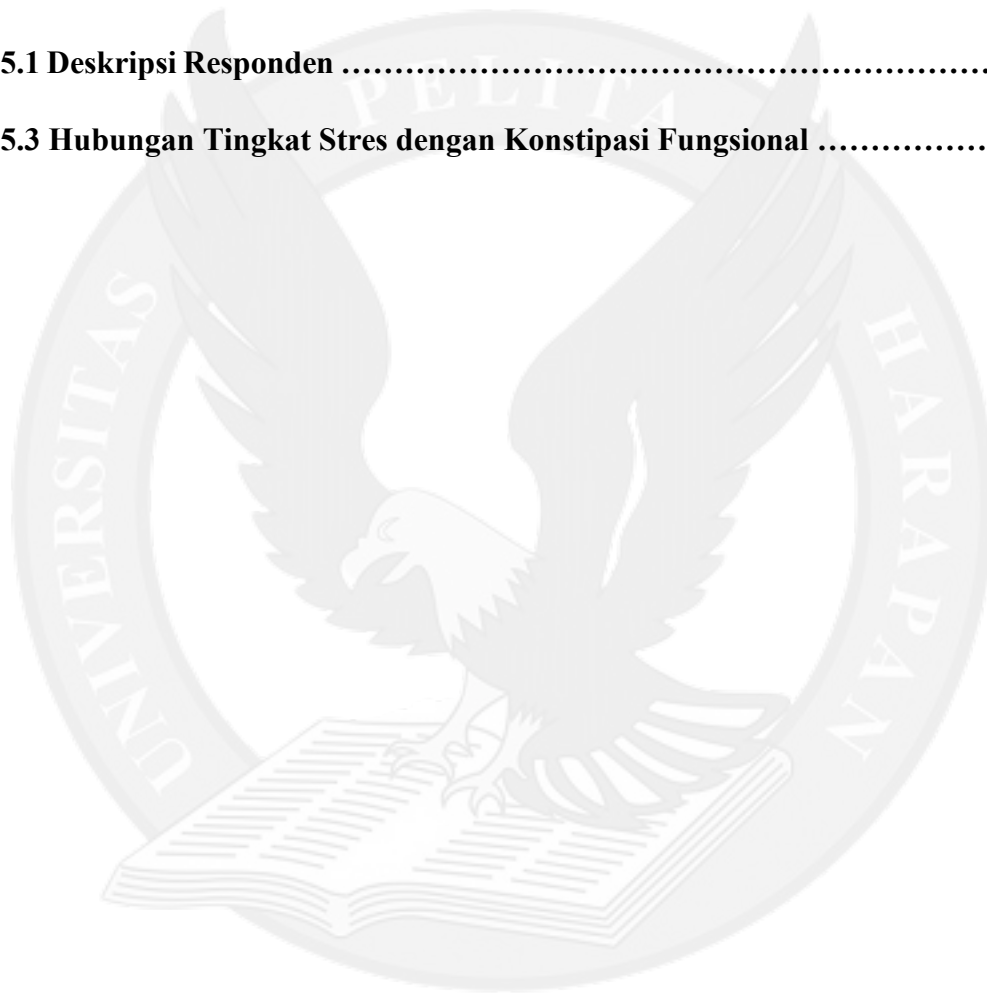 5.1 Deskripsi Responden ……………………………………………………
5.3 Hubungan Tingkat Stres dengan Konstipasi Fungsional ……………
UNIVERSITAS PELITA HARAPAN